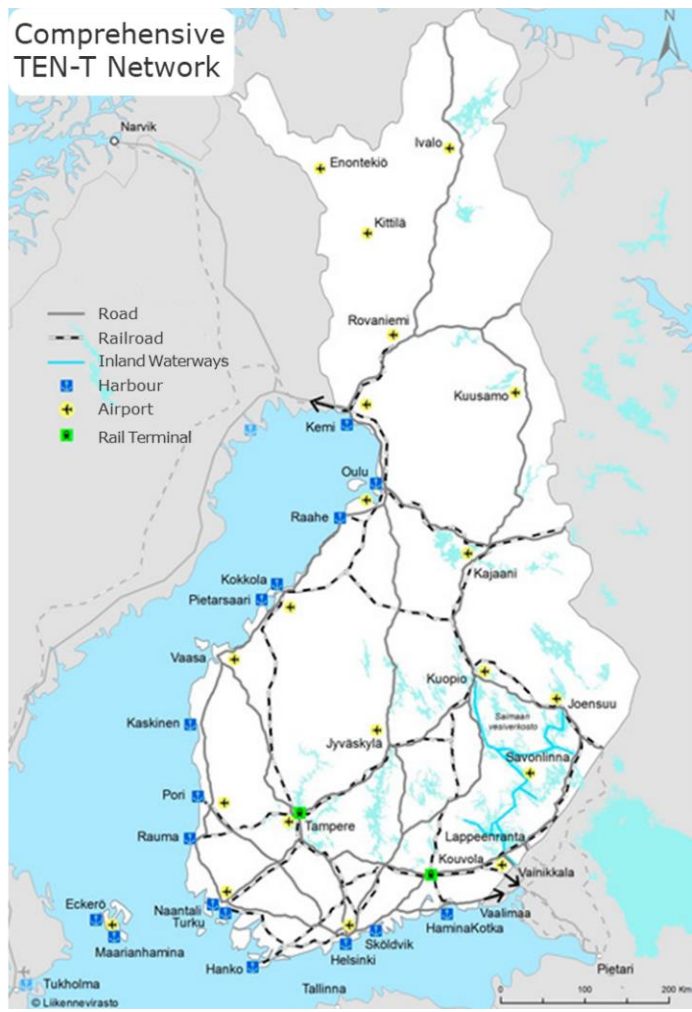 Comprehensive
TEN-T Network
N
Narvik
Ivalo
Enontekiö
Kittilä
Road
Railroad
Inland Waterways
Harbour
Airport
Rail Terminal
Rovaniemi
Kuusamo
Kemi
Oulu
Raahe
Kajaani
Kokkola
Pietarsaari
Vaasa
Kuopio
Joensuu
Saimaan
vesiverkosto
Kaskinen
Jyväskylä
Savonlinna
Pori
Tampere
Rauma
Lappeenranta
Kouvola
Vainikkala
Naantali
Turku
Eckerö
Maarianhamina
Vaalimaa
HaminaKotka
Sköldvik
Helsinki
Hanko
Pietari
Tukholma
Tallinna
© Liikennevirasto
0 100 200 Km